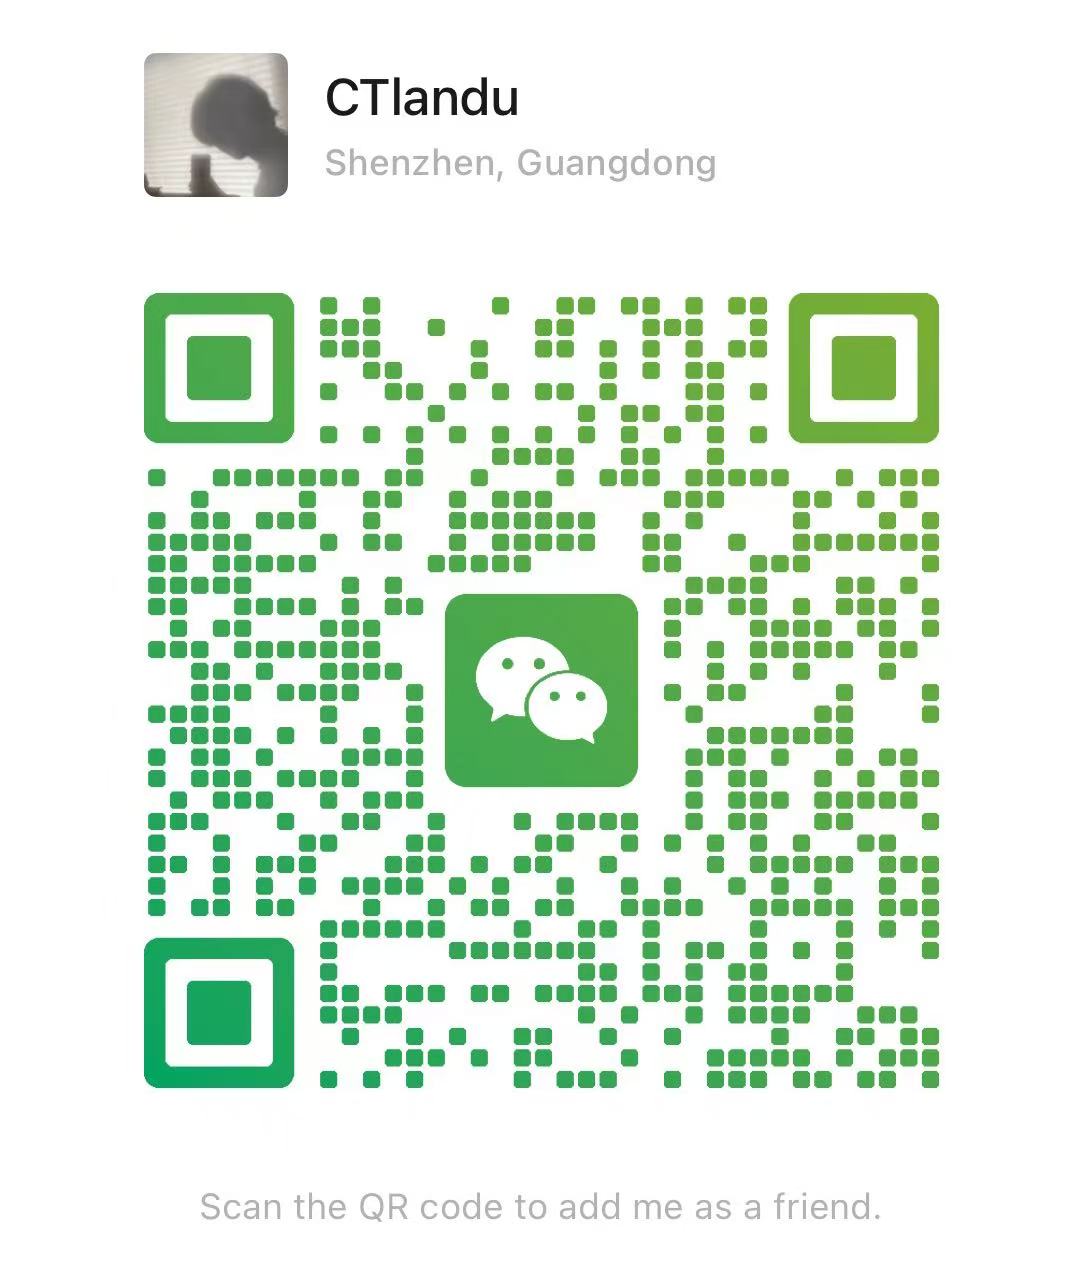 CTlandu
Shenzhen, Guangdong
Scan the QR code to add me as a friend.